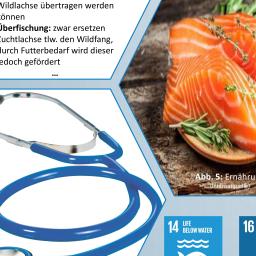 Wildlachse übertragen werden
können
Überfischung: zwar ersetzen
Zuchtlachse tlw. den Wildfang,
durch Futterbedarf wird dieser
jedoch gefördert
...
Abb. 5: Ernähru
14 LIFE
BELOW WATER
16